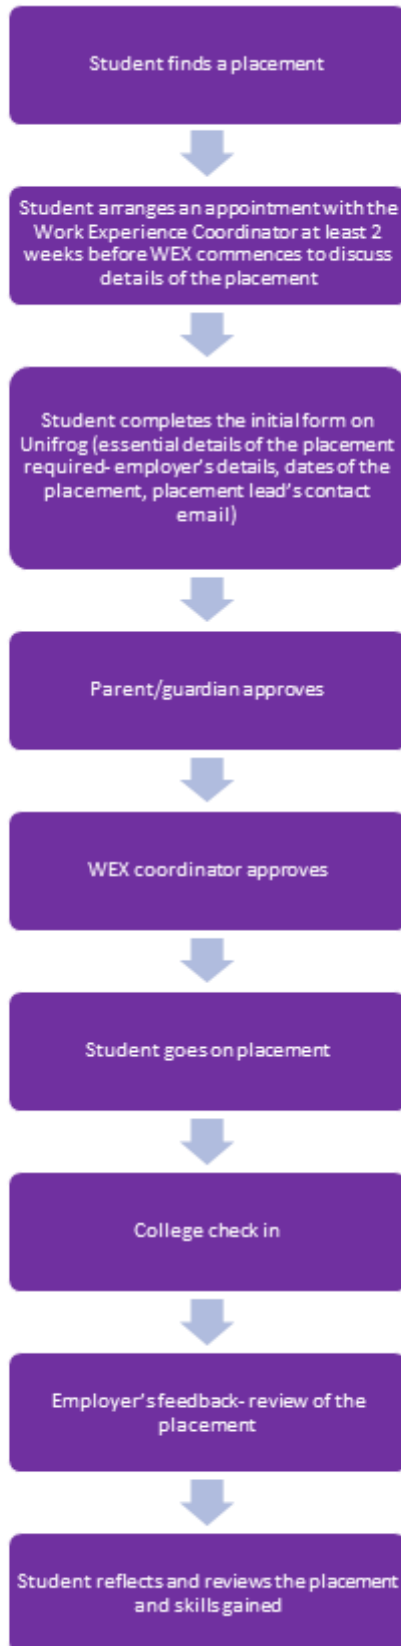 Student finds a placement
Student arranges an appointment with the
Work Experience Coordinator at least 2
weeks before WEX commences to discuss
details of the placement
Student completes the initial form on
Unifrog (essential details of the placement
required- employer's details, dates of the
placement, placement lead's contact
email)
Parent/guardian approves
WEX coordinator approves
Student goes on placement
College check in
Employer's feedback- review of the
placement
Student reflects and reviews the placement
and skills gained